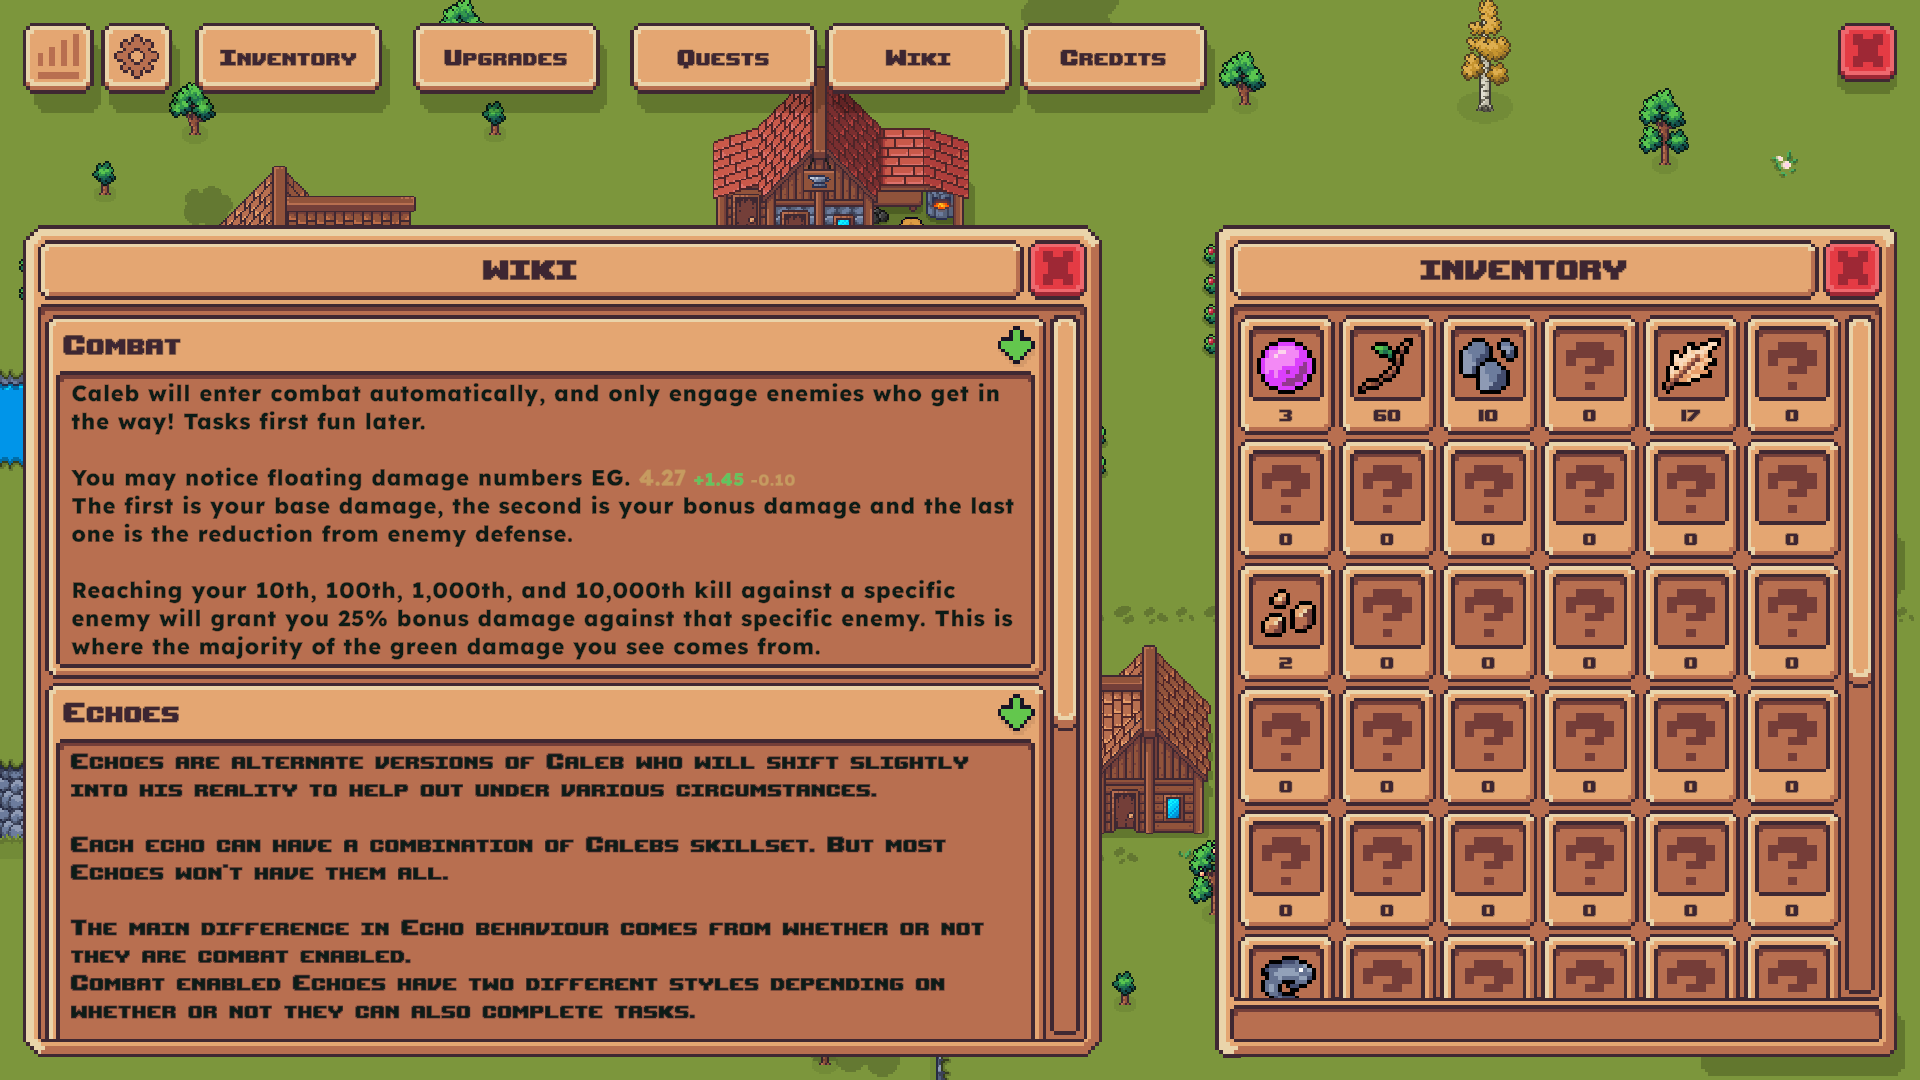 Inventory
Upgrades
Quests
Wiki
Credits
WIKI
Combat
Caleb will enter combat automatically, and only engage enemies who get in
the way! Tasks first fun later.
You may notice floating damage numbers EG. 4.27 +1.45 -0.10
The first is your base damage, the second is your bonus damage and the last
one is the reduction from enemy defense.
Reaching your 10th, 100th, 1,000th, and 10,000th kill against a specific
enemy will grant you 25% bonus damage against that specific enemy. This is
where the majority of the green damage you see comes from.
Echoes
Echoes are alternate versions of Caleb who will shift slightly
into his reality to help out under various circumstances.
Each echo can have a combination of Calebs skillset. But most
Echoes won't have them all.
The main difference in Echo behaviour comes from whether or not
they are combat enabled.
Combat enabled Echoes have two different styles depending on
whether or not they can also complete tasks.
INVENTORY
? ?
3 60 10 0 17 0
? ? ? ? ? ?
0 0 0 0 0 0
? ? ? ? ?
2 0 0 0 0 0
? ? ? ? ? ?
0 0 0 0 0 0
? ? ? ? ? ?
0 0 0 0 0 0
? ? ? ? ?